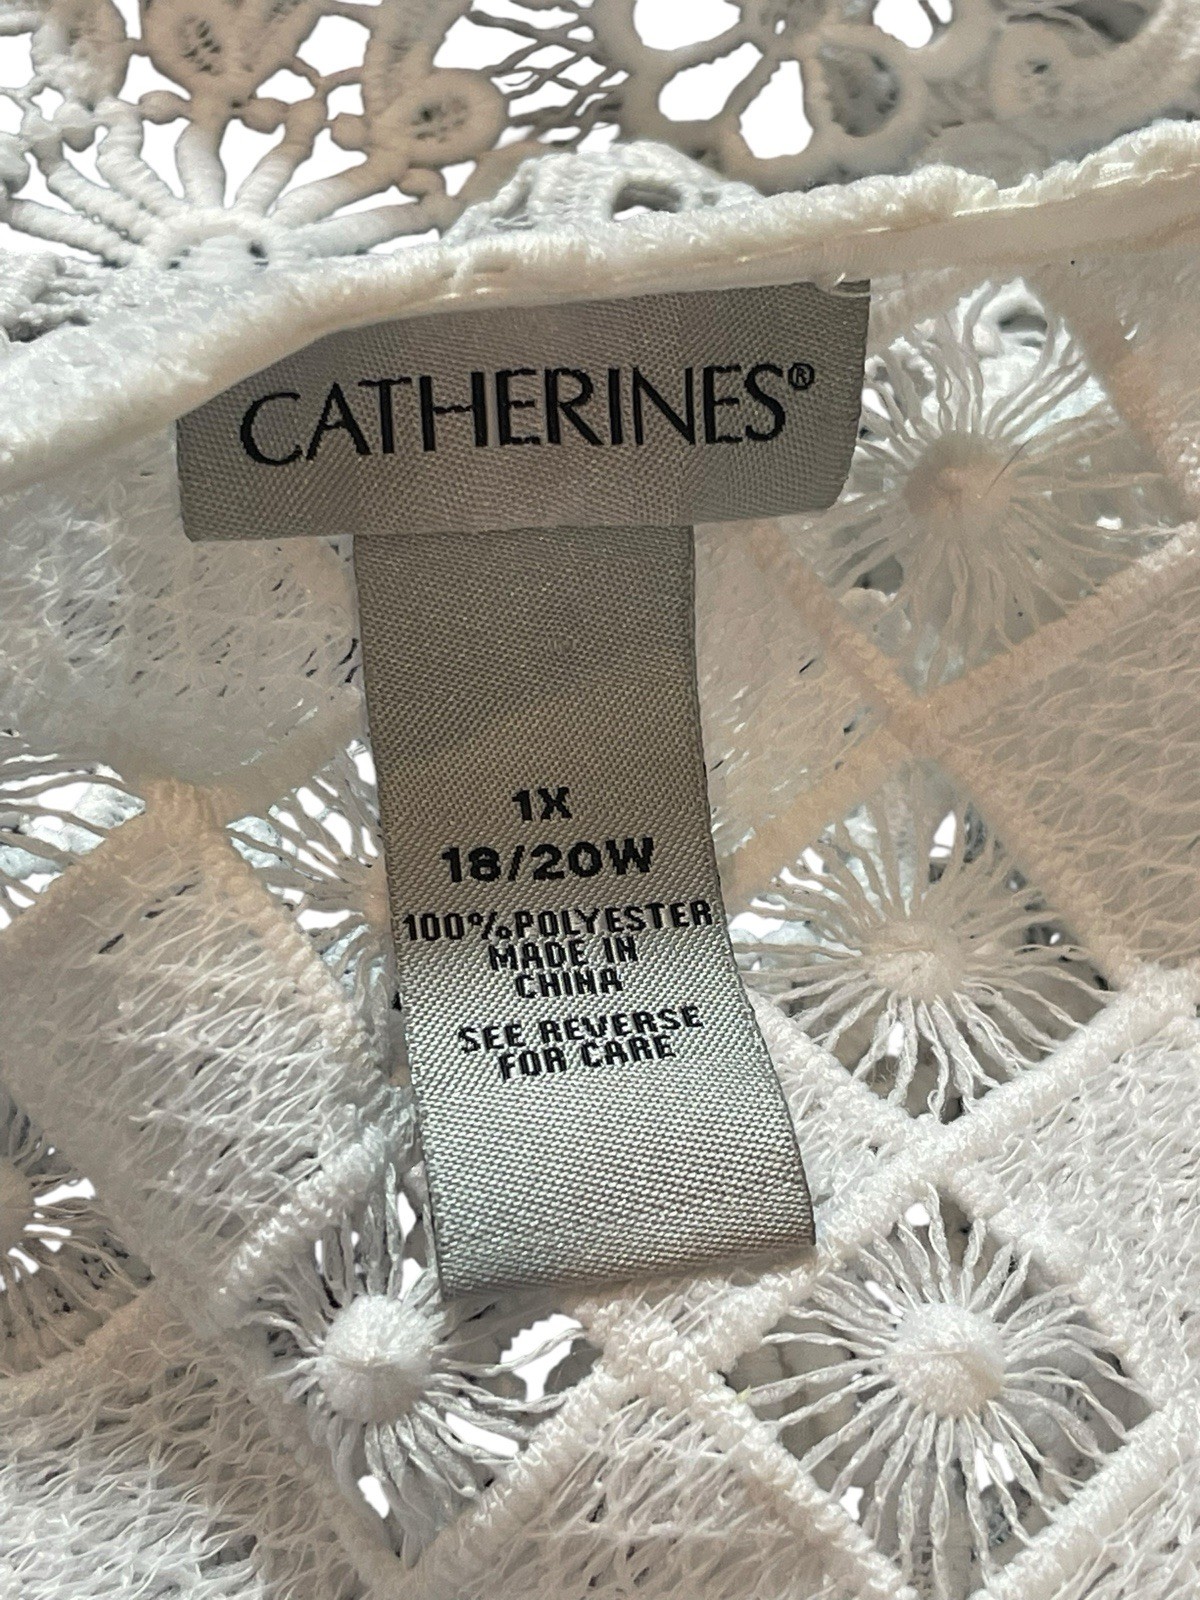 CATHERINES®
1X
18/20W
100%POLYESTER
MADE IN
CHINA
SEE REVERSE
FOR CARE